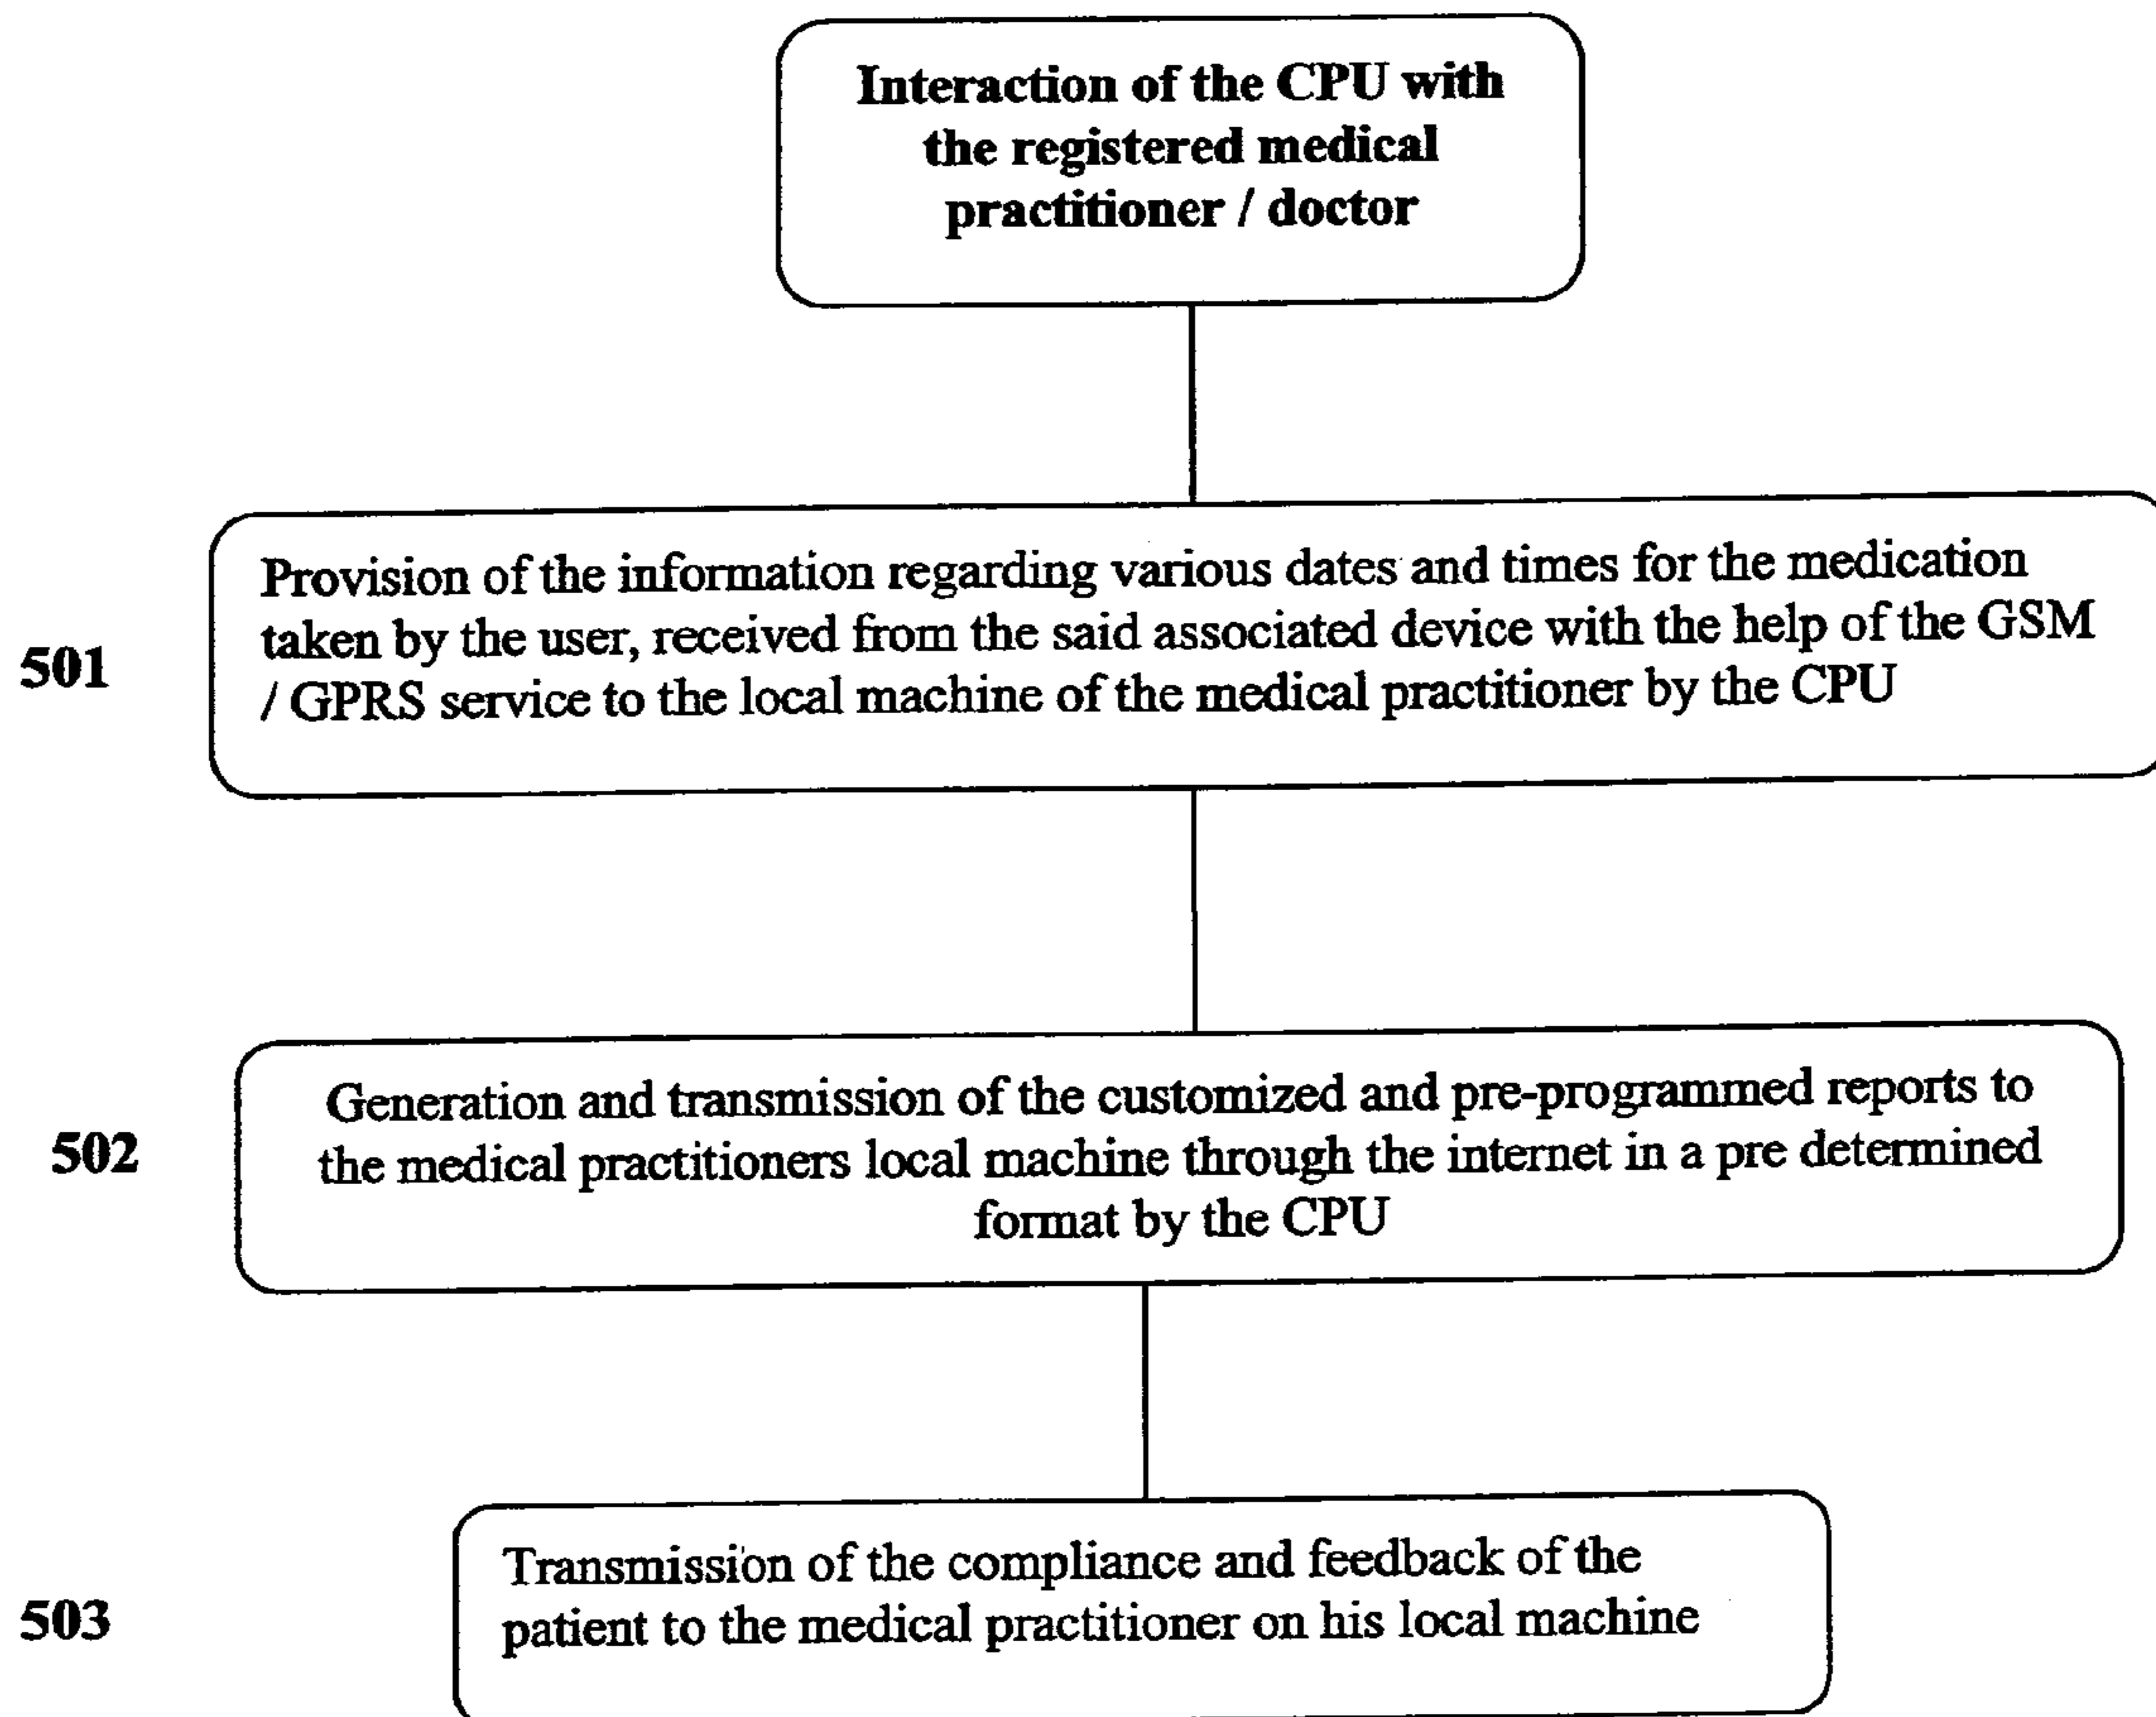 Interaction of the CPU with
the registered medical
practitioner / doctor
501
Provision of the information regarding various dates and times for the medication
taken by the user, received from the said associated device with the help of the GSM
/ GPRS service to the local machine of the medical practitioner by the CPU
502
Generation and transmission of the customized and pre-programmed reports to
the medical practitioners local machine through the internet in a pre determined
format by the CPU
503
Transmission of the compliance and feedback of the
patient to the medical practitioner on his local machine